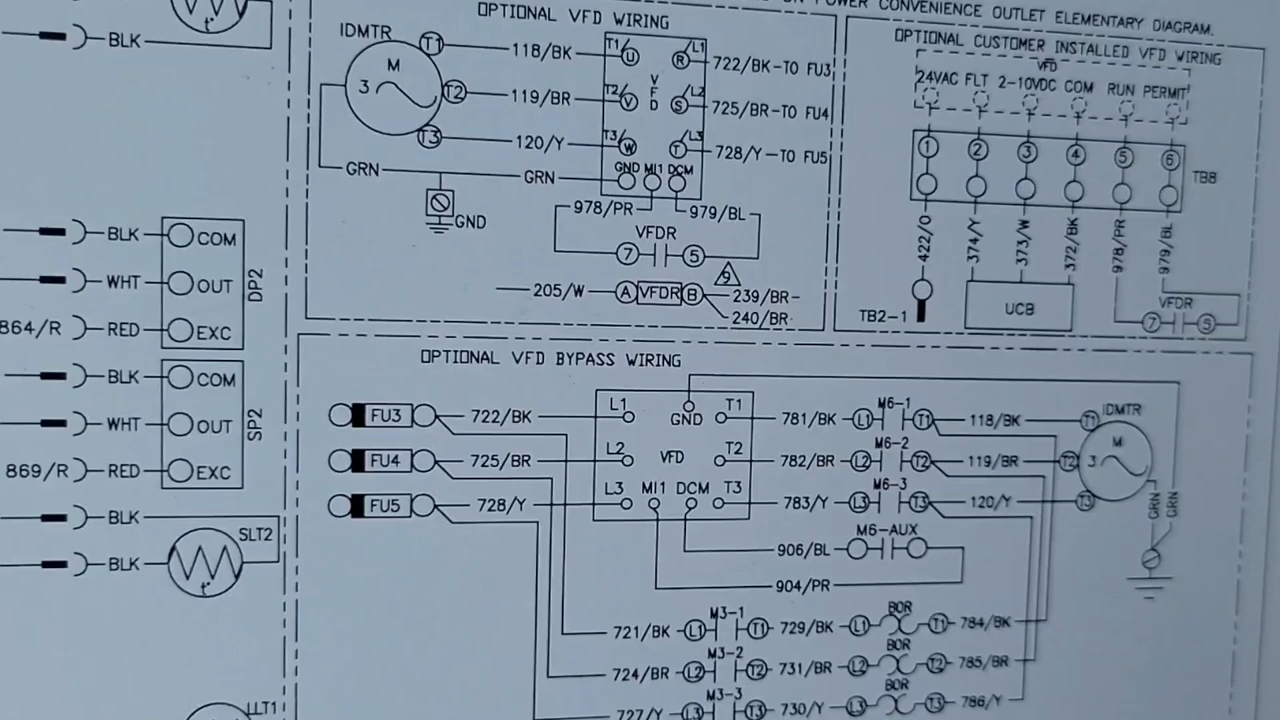 POWER CONVENIENCE OUTLET ELEMENTARY DIAGRAM.
BLK
t°
BLK
COM
WHT
OUT
DP2
864/R
RED
EXC
BLK
COM
WHT
OUT
SP2
869/R
RED
EXC
BLK
SLT2
BLK
t°
LLT1
OPTIONAL VFD WIRING
IDMTR
M
3
T1
T2
T3
118/BK
119/BR
120/Y
T1/
U
T2/
V
T3/
W
VFD
R
/L1
S
/L2
T
/L3
722/BK-TO FU3
725/BR-TO FU4
728/Y-TO FU5
GRN
GRN
GND
MI1
DCM
GND
978/PR
979/BL
VFDR
7
5
9
205/W
A
VFDR
B
239/BR
240/BR
OPTIONAL CUSTOMER INSTALLED VFD WIRING
VFD
24VAC FLT 2-10VDC COM RUN PERMIT
1
2
3
4
5
6
TB8
422/O
374/Y
373/W
372/BK
978/PR
979/BL
TB2-1
UCB
VFDR
7
5
OPTIONAL VFD BYPASS WIRING
FU3
722/BK
FU4
725/BR
FU5
728/Y
L1
GND
T1
L2
VFD
T2
L3
MI1
DCM
T3
781/BK
L1
M6-1
T1
118/BK
782/BR
L2
M6-2
T2
119/BR
783/Y
L3
M6-3
T3
120/Y
IDMTR
T1
M
3
T2
T3
GRN
GRN
M6-AUX
906/BL
904/PR
721/BK
L1
M3-1
T1
729/BK
L1
BOR
T1
784/BK
724/BR
L2
M3-2
T2
731/BR
L2
BOR
T2
785/BR
727/Y
L3
M3-3
T3
730/Y
L3
BOR
T3
786/Y